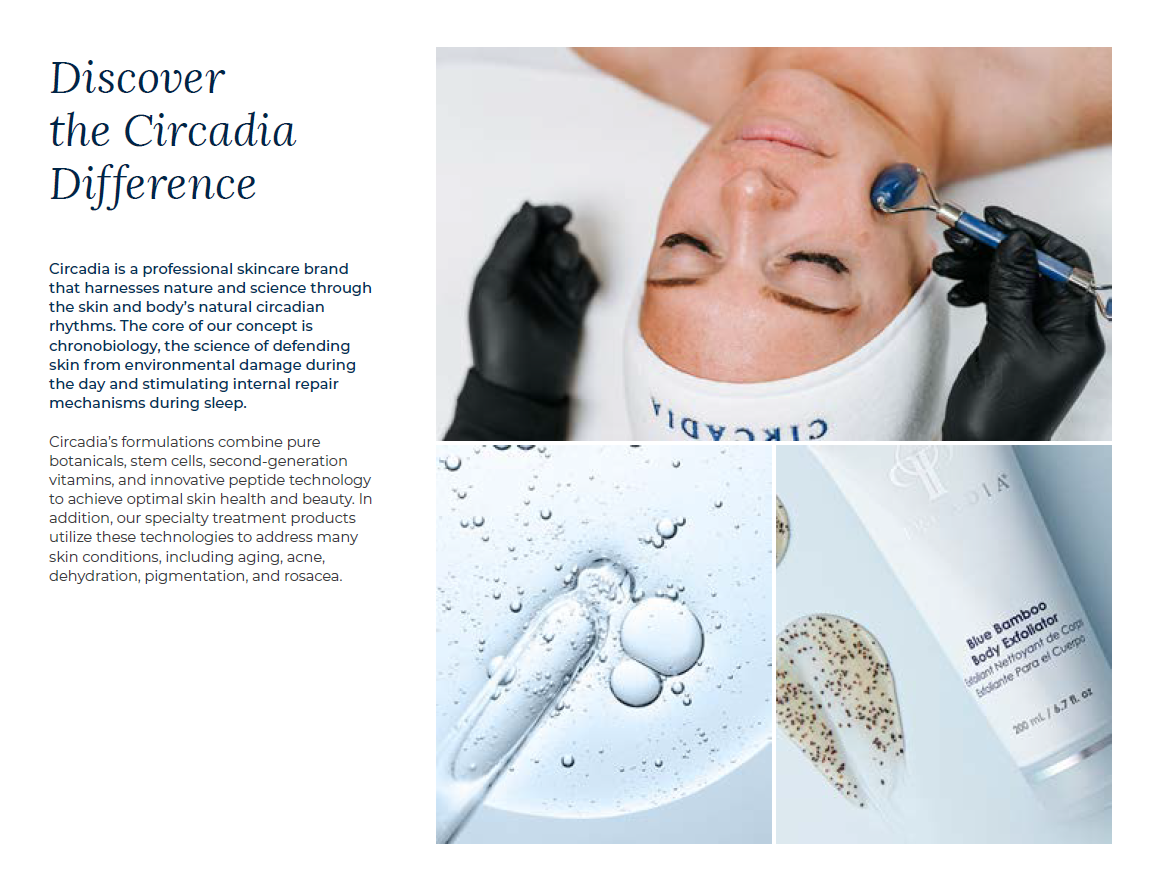 Discover
the Circadia
Difference
Circadia is a professional skincare brand
that harnesses nature and science through
the skin and body’s natural circadian
rhythms. The core of our concept is
chronobiology, the science of defending
skin from environmental damage during
the day and stimulating internal repair
mechanisms during sleep.
Circadia’s formulations combine pure
botanicals, stem cells, second-generation
vitamins, and innovative peptide technology
to achieve optimal skin health and beauty. In
addition, our specialty treatment products
utilize these technologies to address many
skin conditions, including aging, acne,
dehydration, pigmentation, and rosacea.
CIRCADIA
Blue Bamboo
Body Exfoliator
Exfoliant Nettoyant de Corps
Exfoliante Para el Cuerpo
200 mL / 6.7 fl. oz